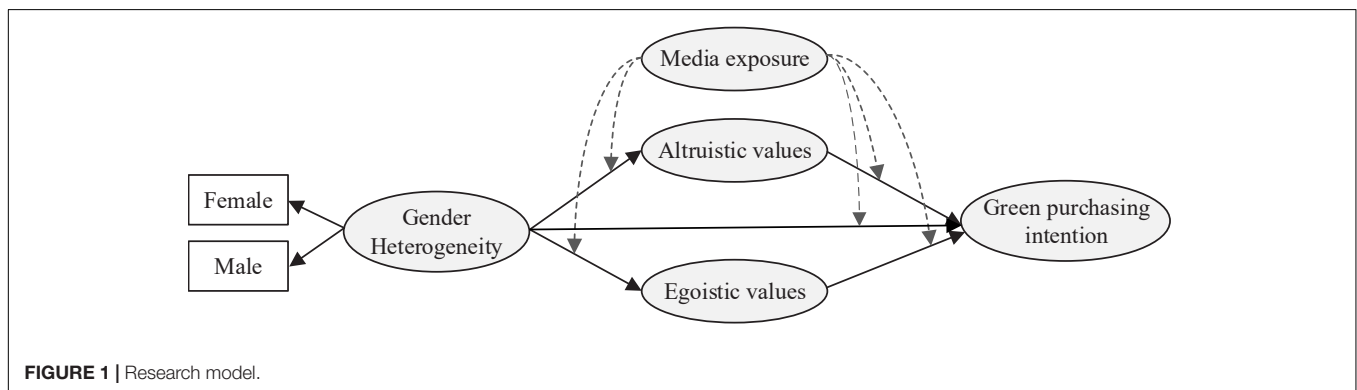 Media exposure
Altruistic values
Female
Gender
Heterogeneity
Green purchasing
intention
Male
Egoistic values
FIGURE 1 | Research model.